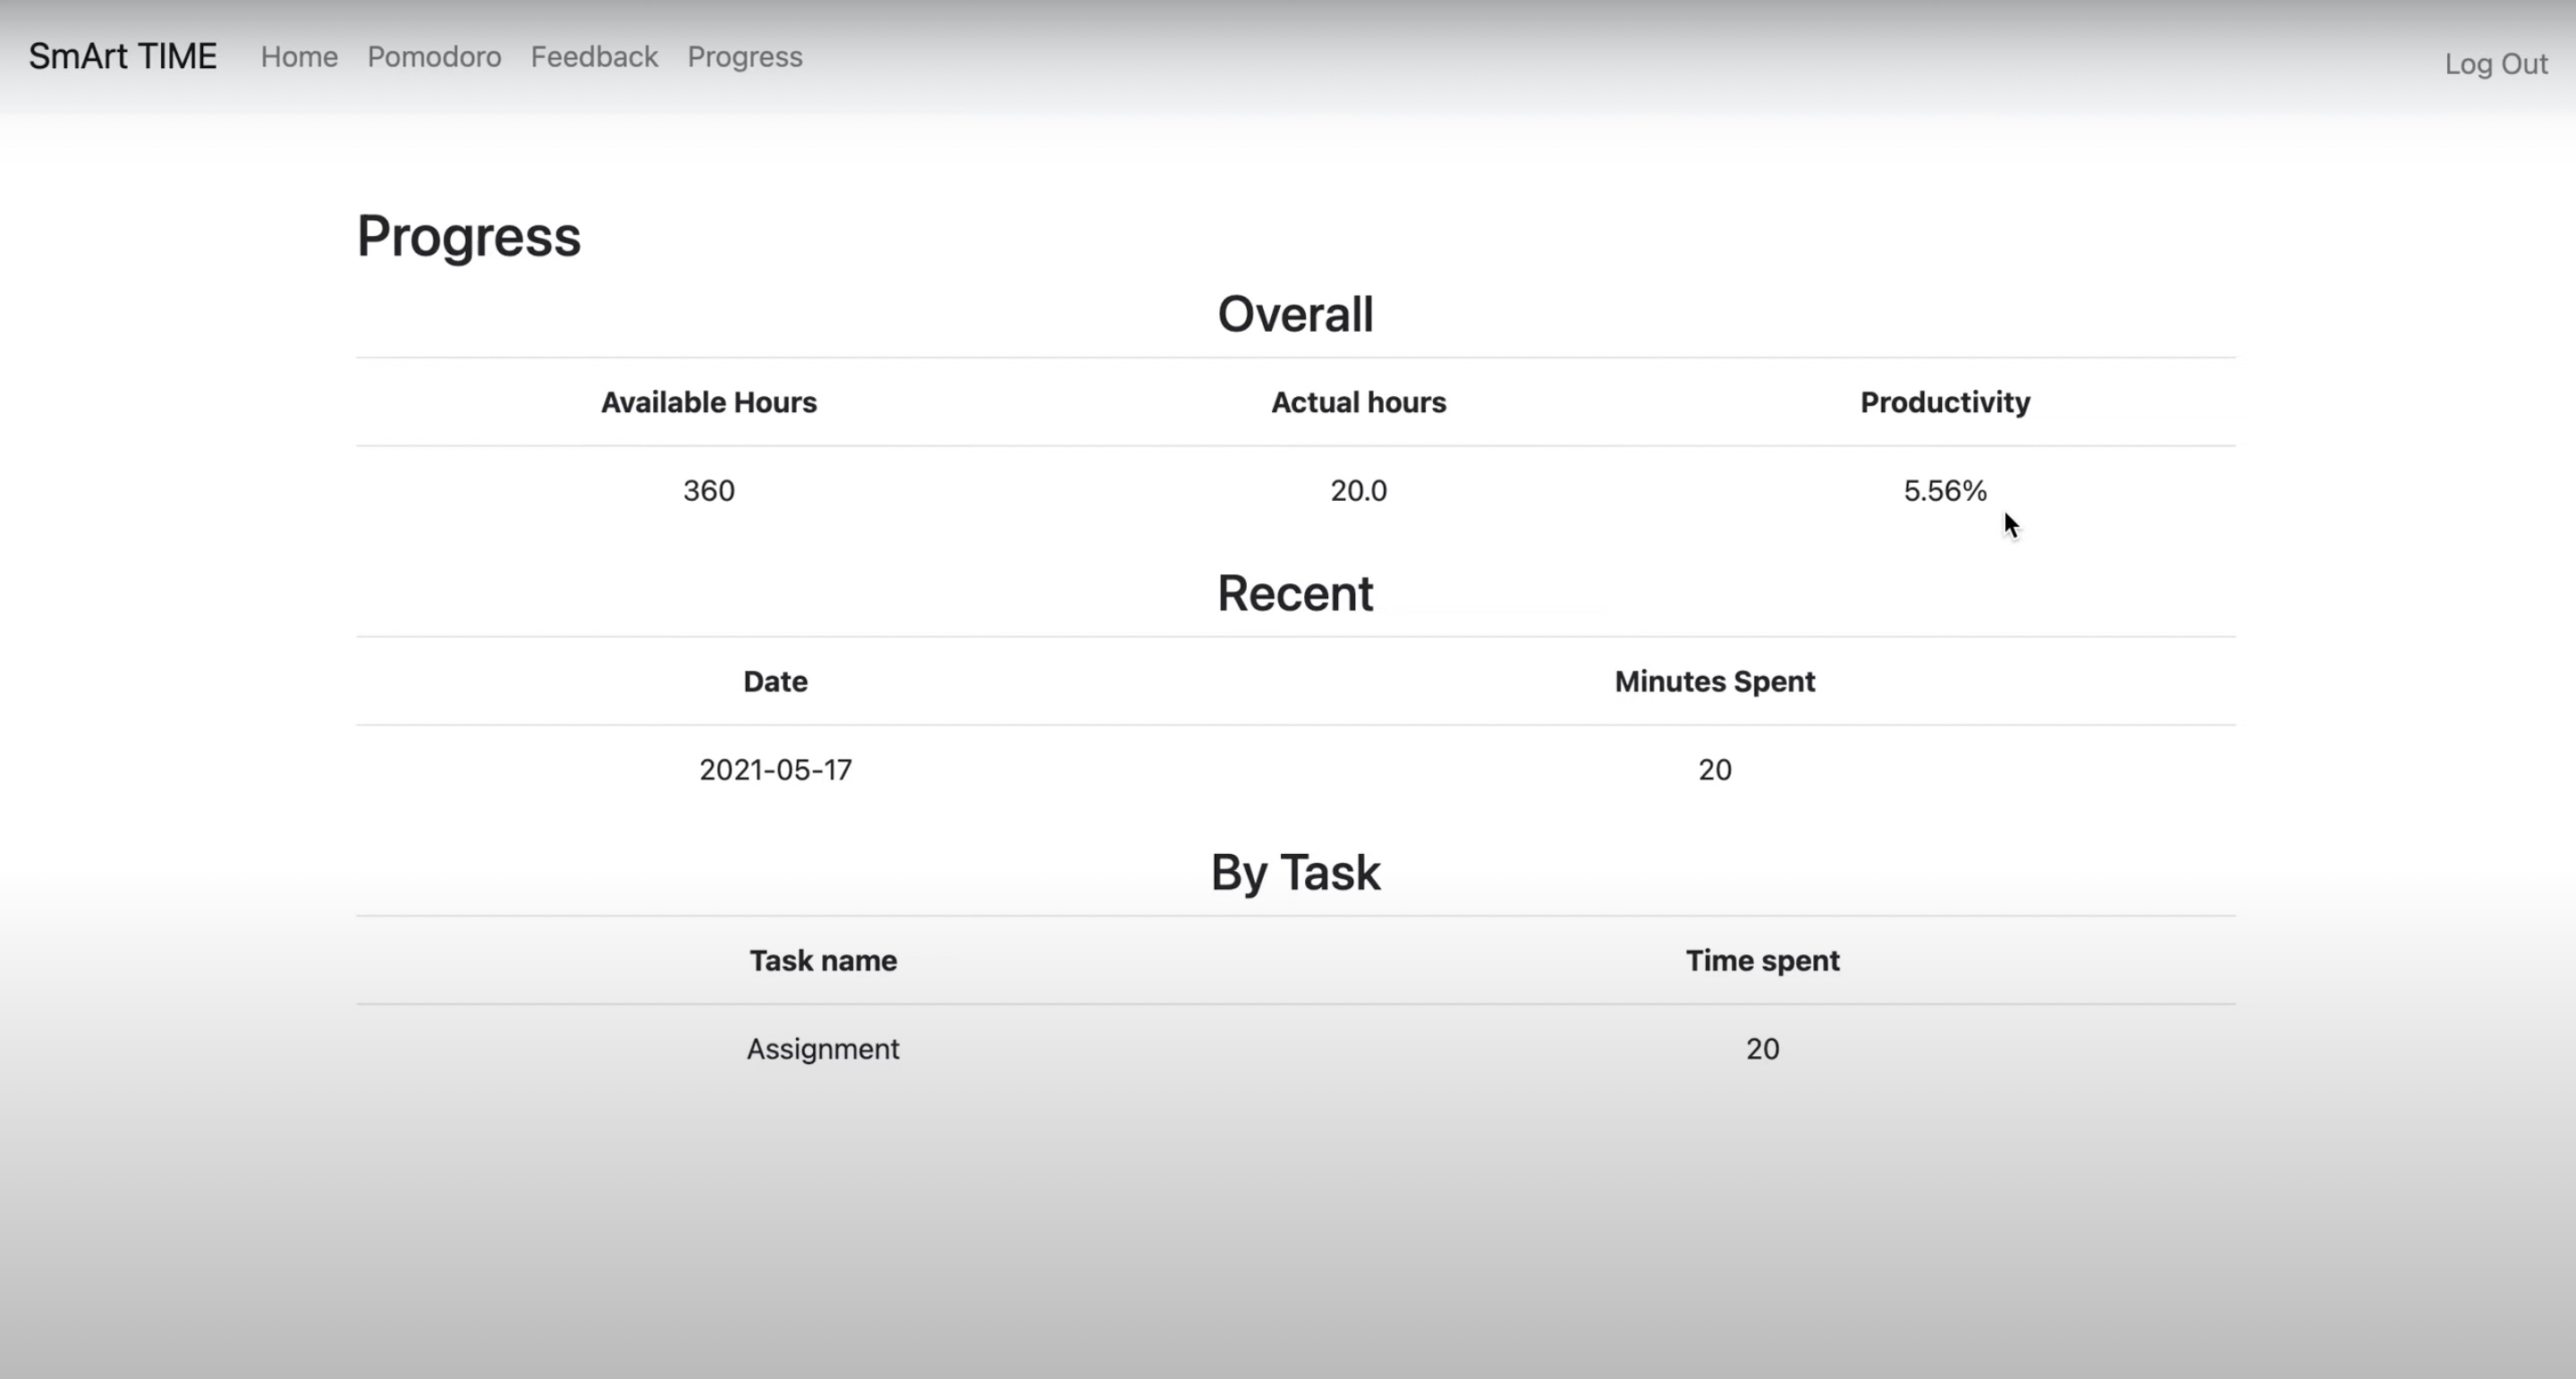 SmArt TIME Home Pomodoro Feedback Progress Log Out
Progress
Overall
Available Hours Actual hours Productivity
360 20.0 5.56%
Recent
Date Minutes Spent
2021-05-17 20
By Task
Task name Time spent
Assignment 20